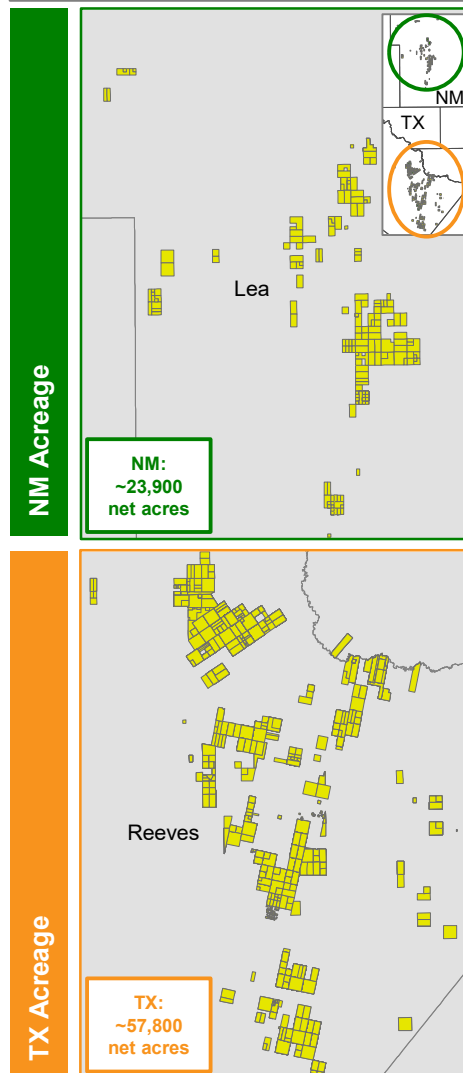 NM Acreage
NM
TX
Lea
NM:
~23,900
net acres
TX Acreage
Reeves
TX:
~57,800
net acres